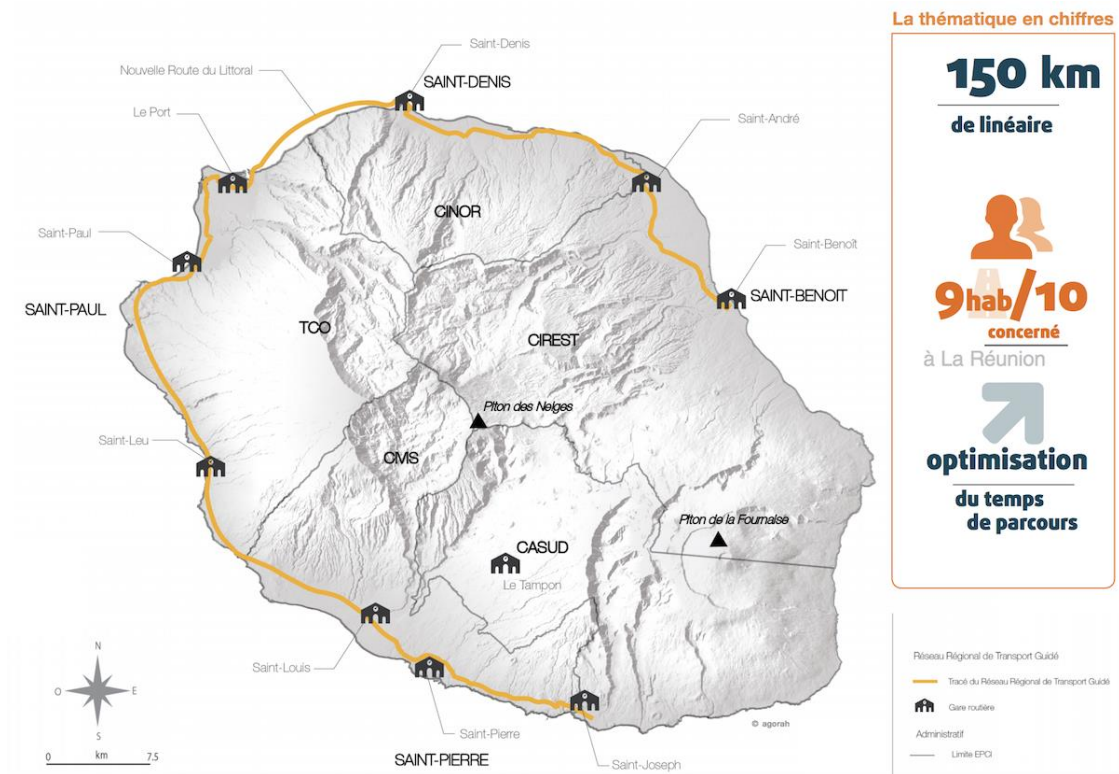 La thématique en chiffres
150 km
de linéaire
9hab/10
concerné
à La Réunion
optimisation
du temps
de parcours
Saint-Denis
Nouvelle Route du Littoral
SAINT-DENIS
Le Port
Saint-André
CINOR
Saint-Paul
Saint-Benoît
SAINT-BENOIT
SAINT-PAUL
TCO
CIREST
Piton des Neiges
Saint-Leu
CIVIS
Piton de la Fournaise
CASUD
Le Tampon
Saint-Louis
Saint-Pierre
SAINT-PIERRE
Saint-Joseph
© agorah
N
O
E
S
0 km 7.5
Réseau Régional de Transport Guidé
Tracé du Réseau Régional de Transport Guidé
Gare routière
Administratif
Limite EPCI